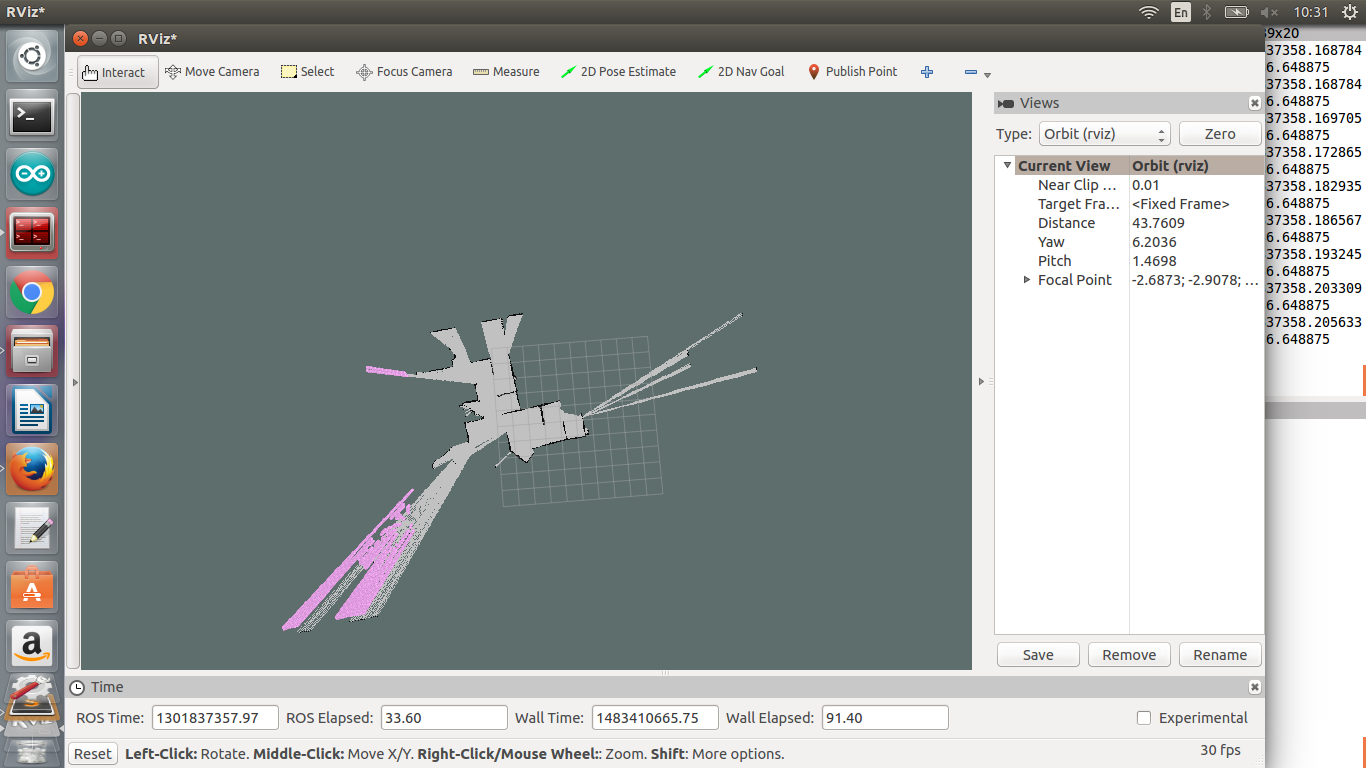 RViz*
En
10:31
RViz*
Interact
Move Camera
Select
Focus Camera
Measure
2D Pose Estimate
2D Nav Goal
Publish Point
Views
Type: Orbit (rviz) Zero
Current View Orbit (rviz)
Near Clip ... 0.01
Target Fra... <Fixed Frame>
Distance 43.7609
Yaw 6.2036
Pitch 1.4698
Focal Point -2.6873; -2.9078; ...
Save Remove Rename
39x20
37358.168784
6.648875
37358.168784
6.648875
37358.169705
6.648875
37358.172865
6.648875
37358.182935
6.648875
37358.186567
6.648875
37358.193245
6.648875
37358.203309
6.648875
37358.205633
6.648875
Time
ROS Time: 1301837357.97 ROS Elapsed: 33.60 Wall Time: 1483410665.75 Wall Elapsed: 91.40 Experimental
Reset Left-Click: Rotate. Middle-Click: Move X/Y. Right-Click/Mouse Wheel:: Zoom. Shift: More options. 30 fps